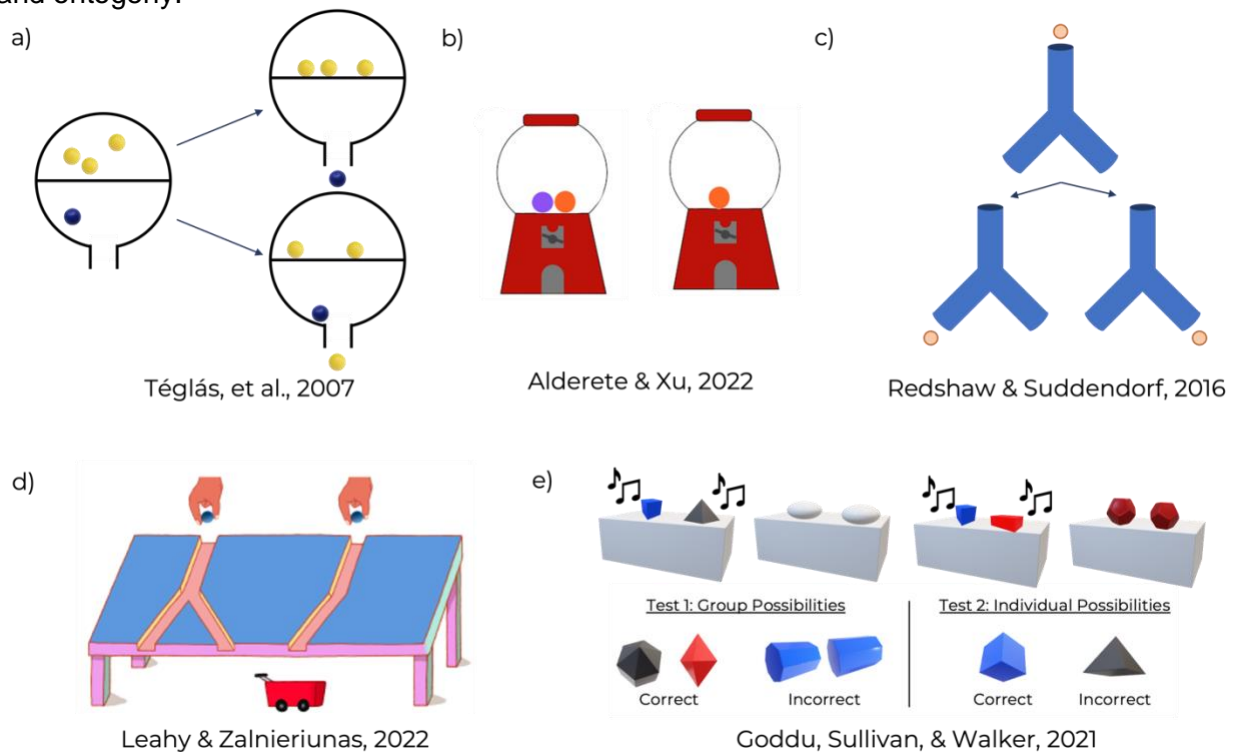 and ontogeny.
a)
b)
c)
Téglás, et al., 2007
Alderete & Xu, 2022
Redshaw & Suddendorf, 2016
d)
e)
Test 1: Group Possibilities
Test 2: Individual Possibilities
Correct
Incorrect
Correct
Incorrect
Leahy & Zalnieriunas, 2022
Goddu, Sullivan, & Walker, 2021